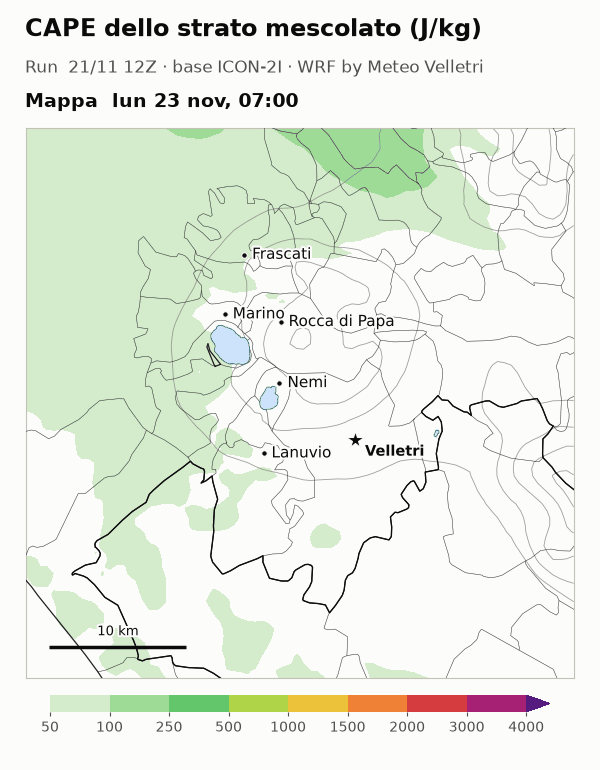 CAPE dello strato mescolato (J/kg)
Run  21/11 12Z · base ICON-2I · WRF by Meteo Velletri
Mappa  lun 23 nov, 07:00
Frascati
Marino
Rocca di Papa
Nemi
Velletri
Lanuvio
10 km
50 100 250 500 1000 1500 2000 3000 4000